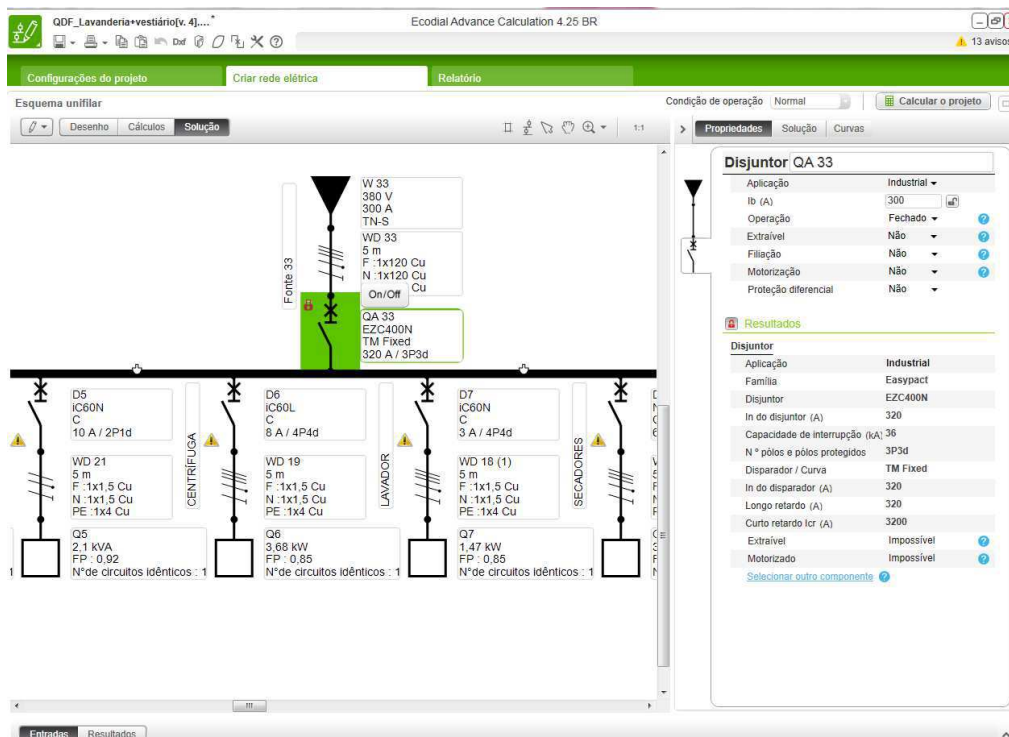 QDF_Lavanderia+vestiário[v. 4],...*
Ecodial Advance Calculation 4.25 BR
Dxf
13 avisos
Configurações do projeto
Criar rede elétrica
Relatório
Esquema unifilar
Condição de operação
Normal
Calcular o projeto
Desenho
Cálculos
Solução
1:1
Propriedades
Solução
Curvas
Fonte 33
W 33
380 V
300 A
TN-S
WD 33
5 m
F :1x120 Cu
N :1x120 Cu
Cu
On/Off
QA 33
EZC400N
TM Fixed
320 A / 3P3d
D5
iC60N
C
10 A / 2P1d
WD 21
5 m
F :1x1,5 Cu
N :1x1,5 Cu
PE :1x4 Cu
Q5
2,1 kVA
FP : 0,92
N°de circuitos idênticos : 1
CENTRÍFUGA
D6
iC60L
C
8 A / 4P4d
WD 19
5 m
F :1x1,5 Cu
N :1x1,5 Cu
PE :1x4 Cu
Q6
3,68 kW
FP : 0,85
N°de circuitos idênticos : 1
LAVADOR
D7
iC60N
C
3 A / 4P4d
WD 18 (1)
5 m
F :1x1,5 Cu
N :1x1,5 Cu
PE :1x4 Cu
Q7
1,47 kW
FP : 0,85
N°de circuitos idênticos : 1
SECADORES
Disjuntor QA 33
Aplicação Industrial
Ib (A) 300
Operação Fechado
Extraível Não
Filiação Não
Motorização Não
Proteção diferencial Não
Resultados
Disjuntor
Aplicação Industrial
Família Easypact
Disjuntor EZC400N
In do disjuntor (A) 320
Capacidade de interrupção (kA) 36
N º pólos e pólos protegidos 3P3d
Disparador / Curva TM Fixed
In do disparador (A) 320
Longo retardo (A) 320
Curto retardo Icr (A) 3200
Extraível Impossível
Motorizado Impossível
Selecionar outro componente
Entradas
Resultados